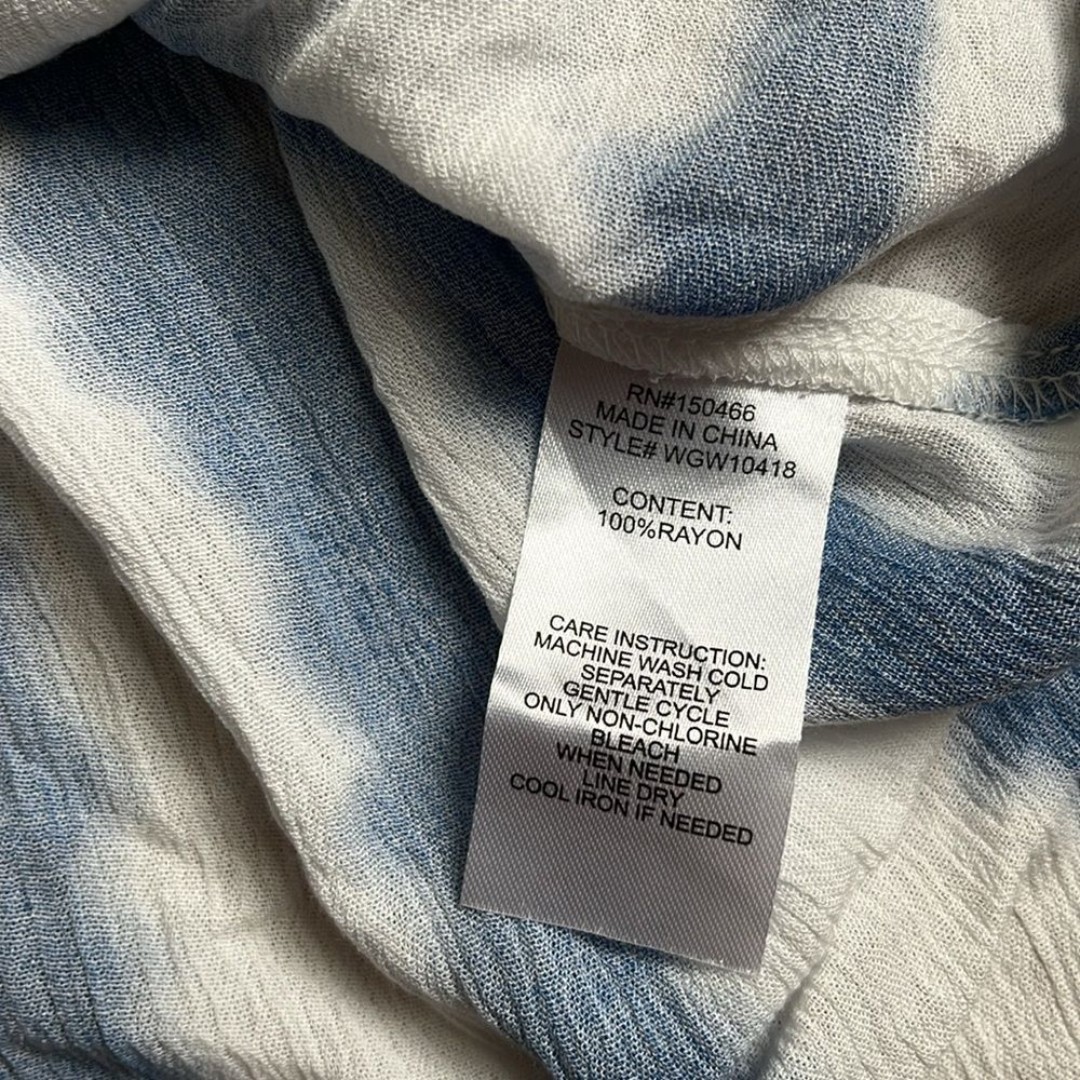 RN#150466
MADE IN CHINA
STYLE# WGW10418
CONTENT:
100%RAYON
CARE INSTRUCTION:
MACHINE WASH COLD
SEPARATELY
GENTLE CYCLE
ONLY NON-CHLORINE
BLEACH
WHEN NEEDED
LINE DRY
COOL IRON IF NEEDED